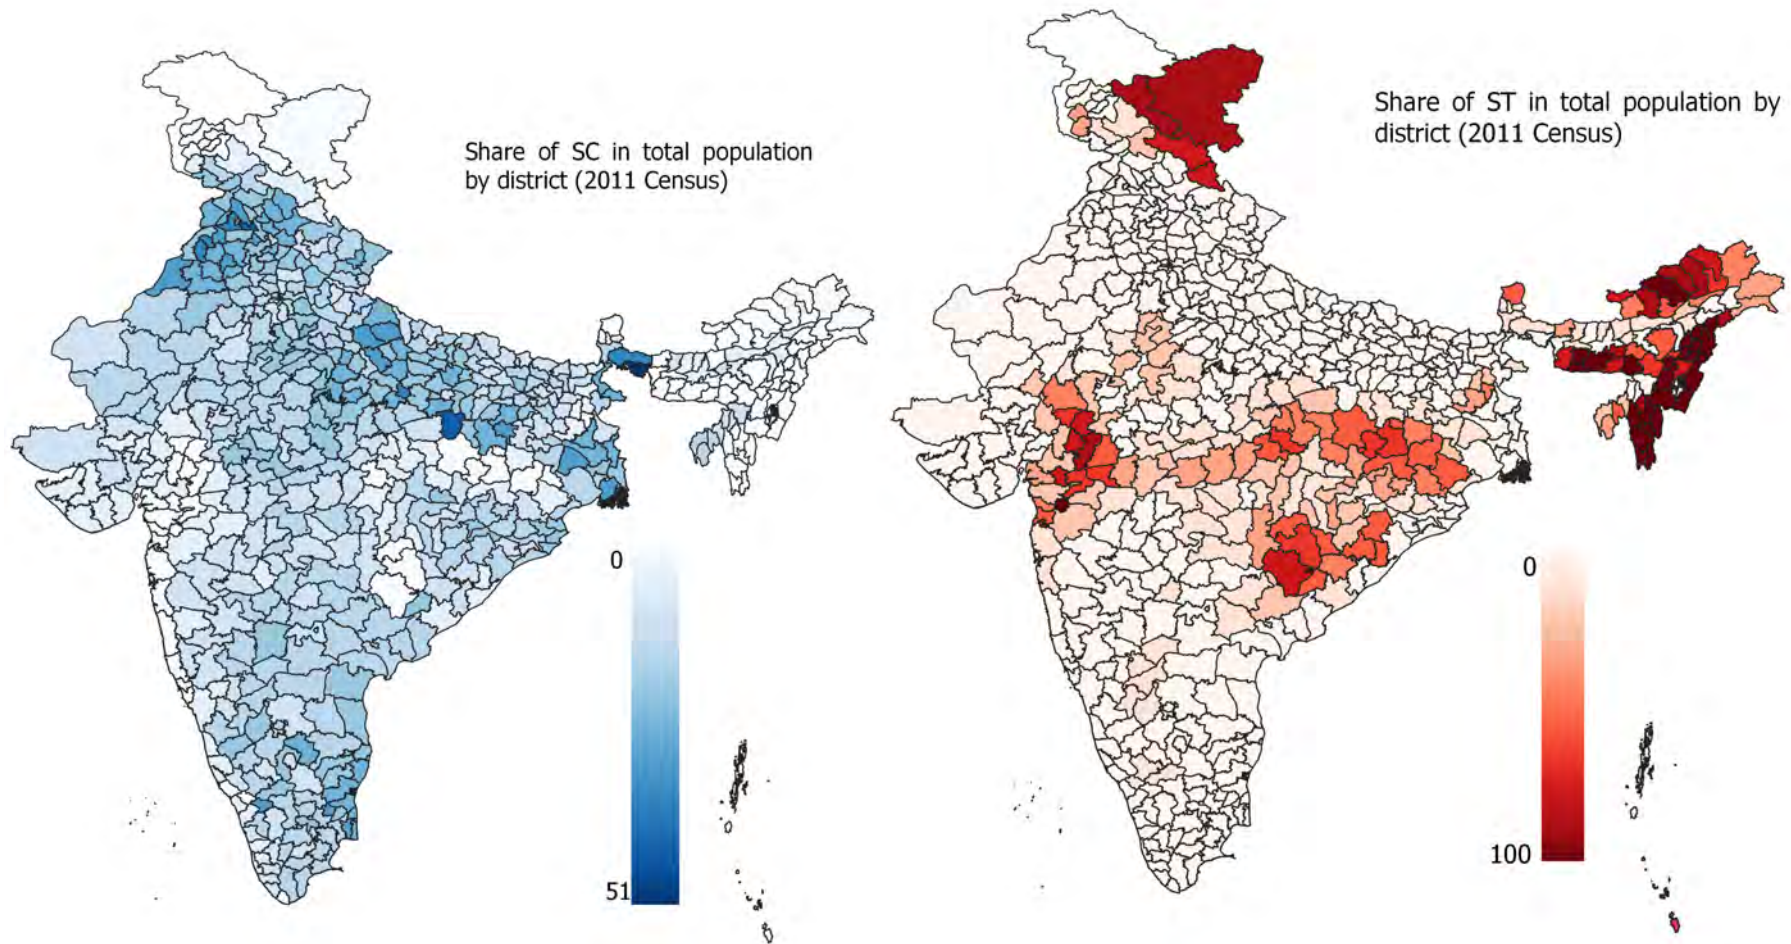 Share of SC in total population
by district (2011 Census)
0
51
Share of ST in total population by
district (2011 Census)
0
100